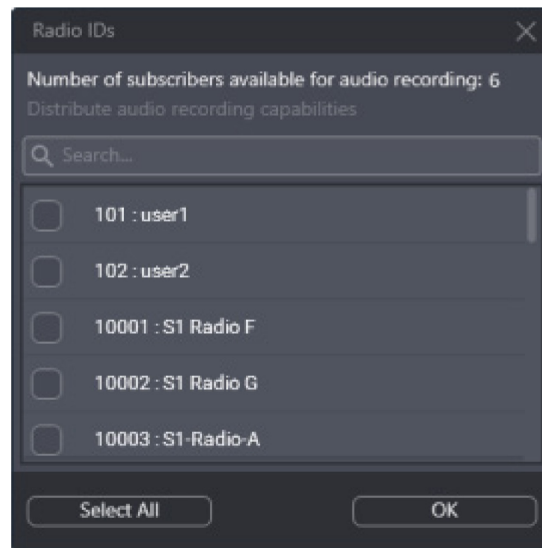 Radio IDs
Number of subscribers available for audio recording: 6
Distribute audio recording capabilities
Search...
101 : user1
102 : user2
10001 : S1 Radio F
10002 : S1 Radio G
10003 : S1-Radio-A
Select All
OK